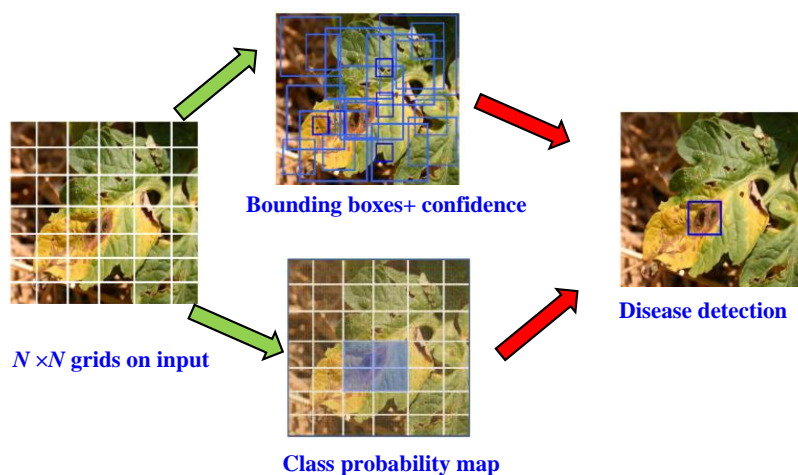 Bounding boxes+ confidence
Disease detection
N ×N grids on input
Class probability map